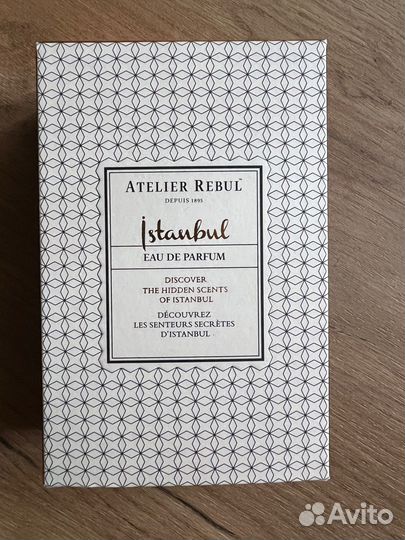 ATELIER REBUL™
DEPUIS 1895
İstanbul
EAU DE PARFUM
DISCOVER
THE HIDDEN SCENTS
OF ISTANBUL
DÉCOUVREZ
LES SENTEURS SECRÈTES
D'ISTANBUL
Avito